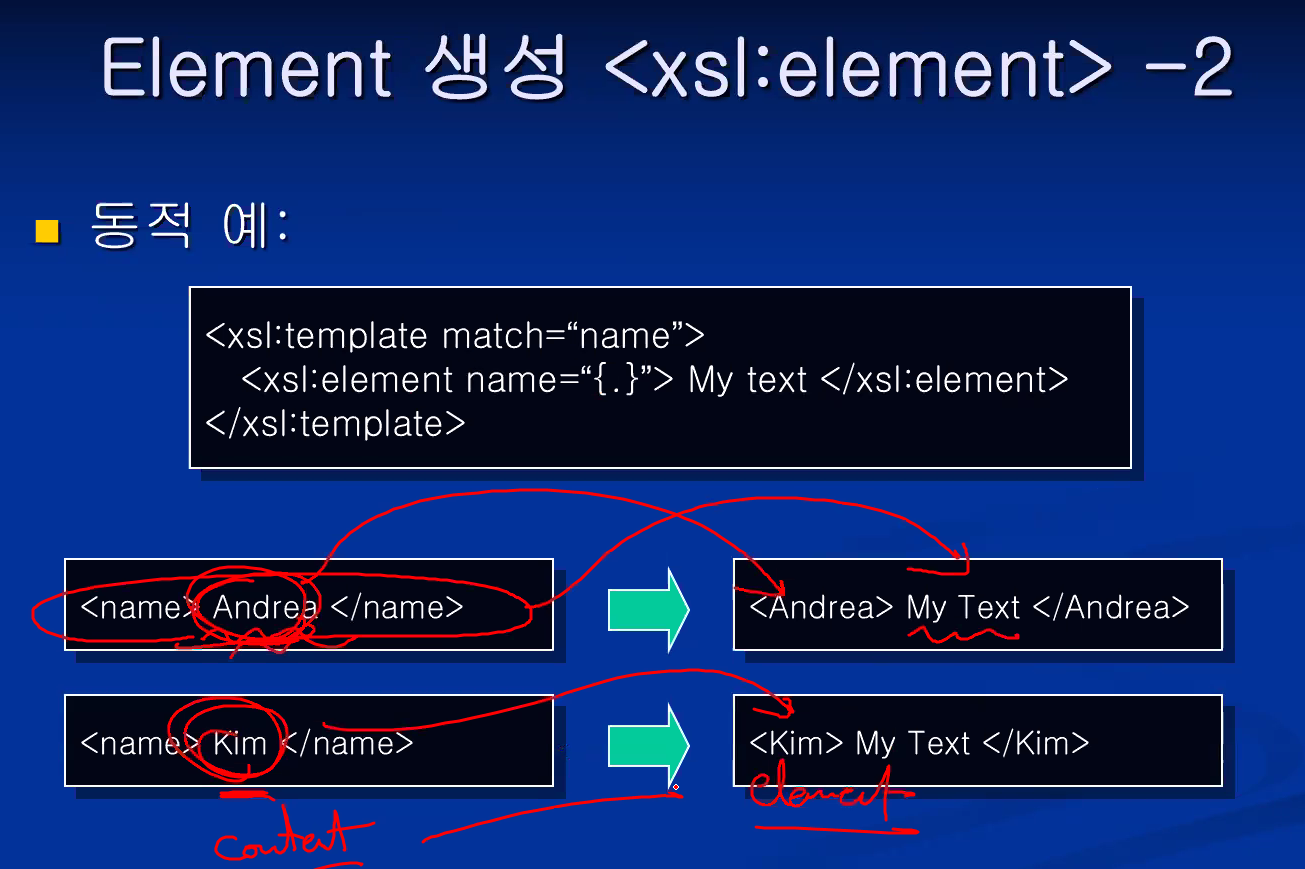 Element 생성 <xsl:element> -2
동적 예:
<xsl:template match=“name”>
<xsl:element name=“{.}”> My text </xsl:element>
</xsl:template>
<name> Andrea </name>
<Andrea> My Text </Andrea>
<name> Kim </name>
<Kim> My Text </Kim>
content
element